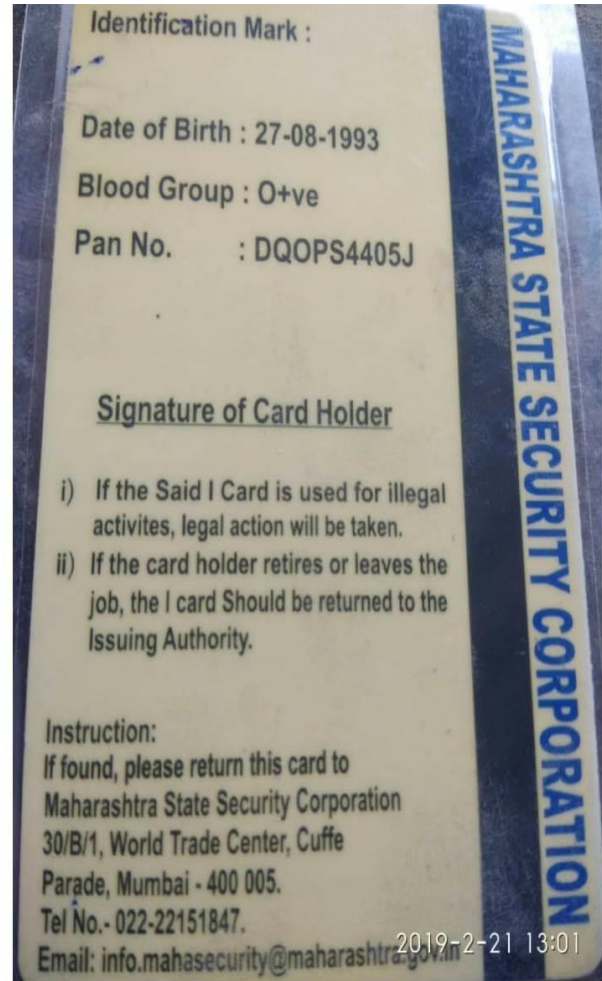 Identification Mark :
Date of Birth : 27-08-1993
Blood Group : O+ve
Pan No. : DQOPS4405J
Signature of Card Holder
i) If the Said I Card is used for illegal
activites, legal action will be taken.
ii) If the card holder retires or leaves the
job, the I card Should be returned to the
Issuing Authority.
Instruction:
If found, please return this card to
Maharashtra State Security Corporation
30/B/1, World Trade Center, Cuffe
Parade, Mumbai - 400 005.
Tel No.- 022-22151847.
Email: info.mahasecurity@maharashtra.gov.in
MAHARASHTRA STATE SECURITY CORPORATION
2019-2-21 13:01